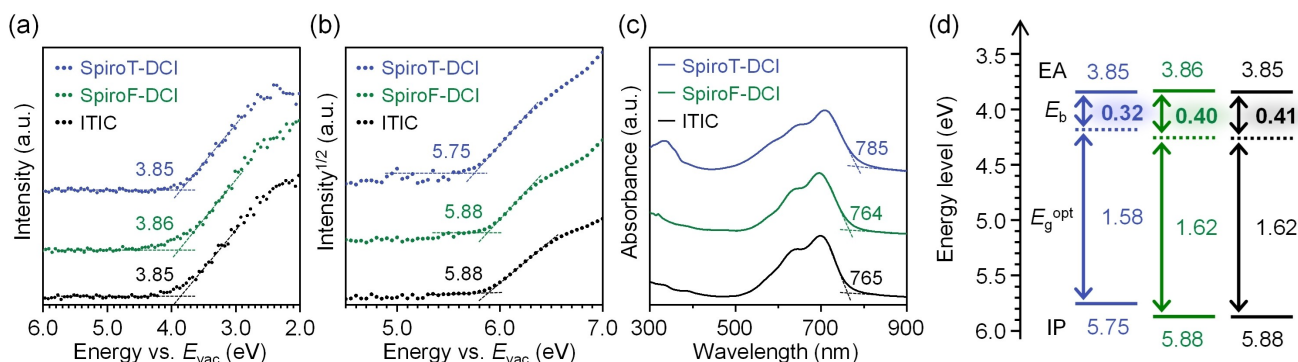 (a)
SpiroT-DCI
SpiroF-DCI
ITIC
3.85
3.86
3.85
Intensity (a.u.)
6.0 5.0 4.0 3.0 2.0
Energy vs. Evac (eV)
(b)
SpiroT-DCI
SpiroF-DCI
ITIC
5.75
5.88
5.88
Intensity1/2 (a.u.)
5.0 6.0 7.0
Energy vs. Evac (eV)
(c)
SpiroT-DCI
SpiroF-DCI
ITIC
785
764
765
Absorbance (a.u.)
300 500 700 900
Wavelength (nm)
(d)
Energy level (eV)
3.5
4.0
4.5
5.0
5.5
6.0
EA 3.85 3.86 3.85
Eb 0.32 0.40 0.41
Egopt 1.58 1.62 1.62
IP 5.75 5.88 5.88